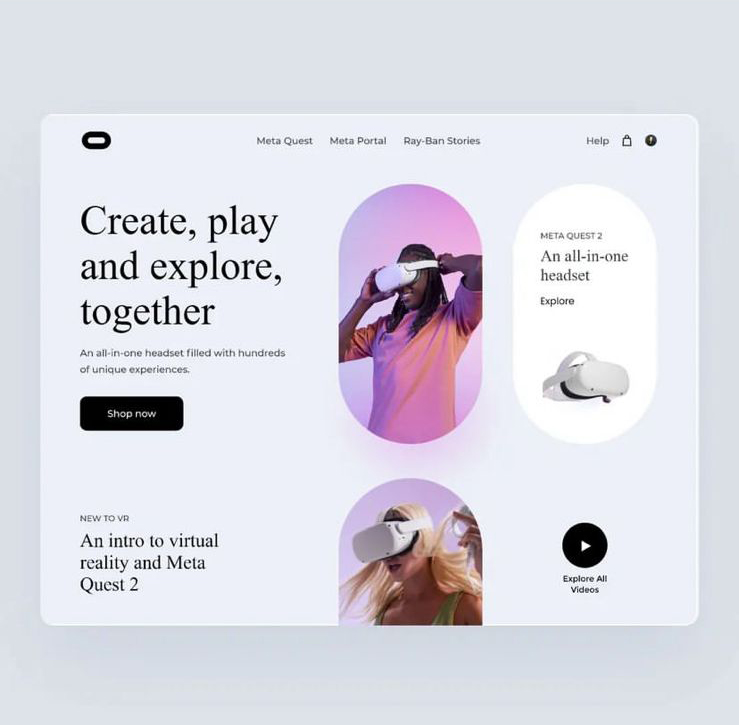 Meta Quest Meta Portal Ray-Ban Stories Help
Create, play
and explore,
together
An all-in-one headset filled with hundreds
of unique experiences.
Shop now
META QUEST 2
An all-in-one
headset
Explore
NEW TO VR
An intro to virtual
reality and Meta
Quest 2
Explore All
Videos